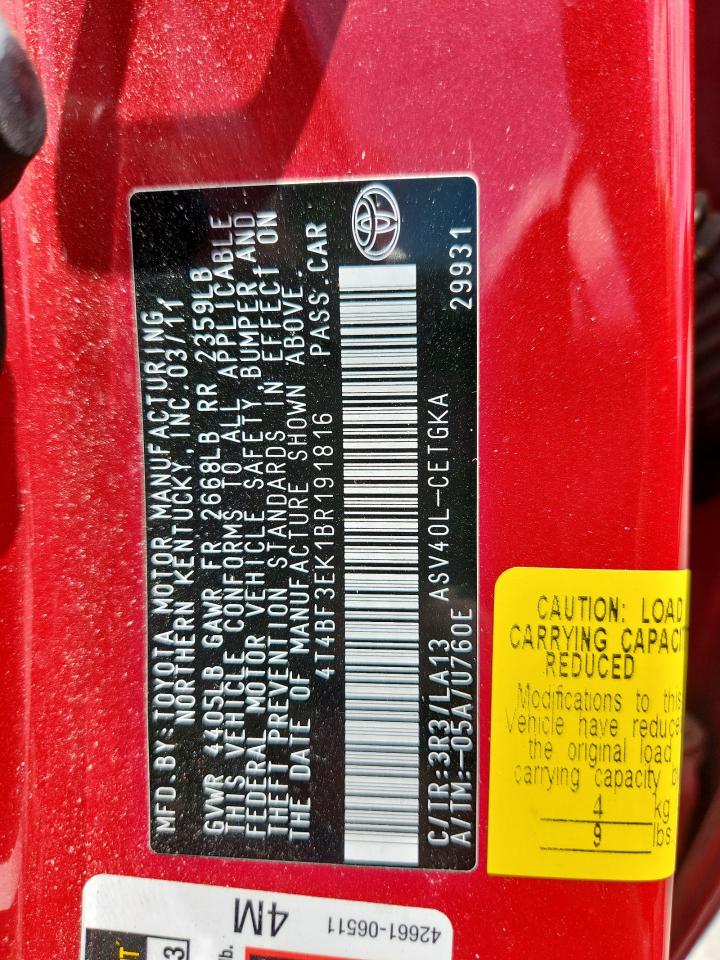 MFD.BY:TOYOTA MOTOR MANUFACTURING,
NORTHERN KENTUCKY,INC.03/11
GVWR 4405LB GAWR FR 2668LB RR 2359LB
THIS VEHICLE CONFORMS TO ALL APPLICABLE
FEDERAL MOTOR VEHICLE SAFETY,BUMPER AND
THEFT PREVENTION STANDARDS IN EFFECT ON
THE DATE OF MANUFACTURE SHOWN ABOVE.
4T4BF3EK1BR191816 PASS.CAR
C/TR:3R3/LA13 ASV40L-CETGKA 29931
A/TM:-05A/U760E
CAUTION: LOAD
CARRYING CAPACIT
REDUCED
Modifications to this
Vehicle have reduce
the original load
carrying capacity b
4 kg
9 lbs
4M
42661-06511
lb.
3